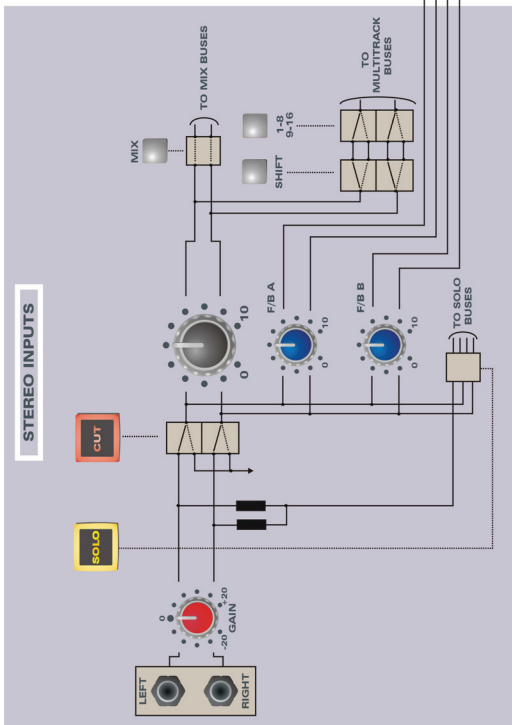 STEREO INPUTS
SOLO
CUT
MIX
TO MIX BUSES
1-8
9-16
SHIFT
TO
MULTITRACK
BUSES
0
10
F/B A
0
10
F/B B
0
10
TO SOLO
BUSES
LEFT
RIGHT
0
-20
+20
GAIN